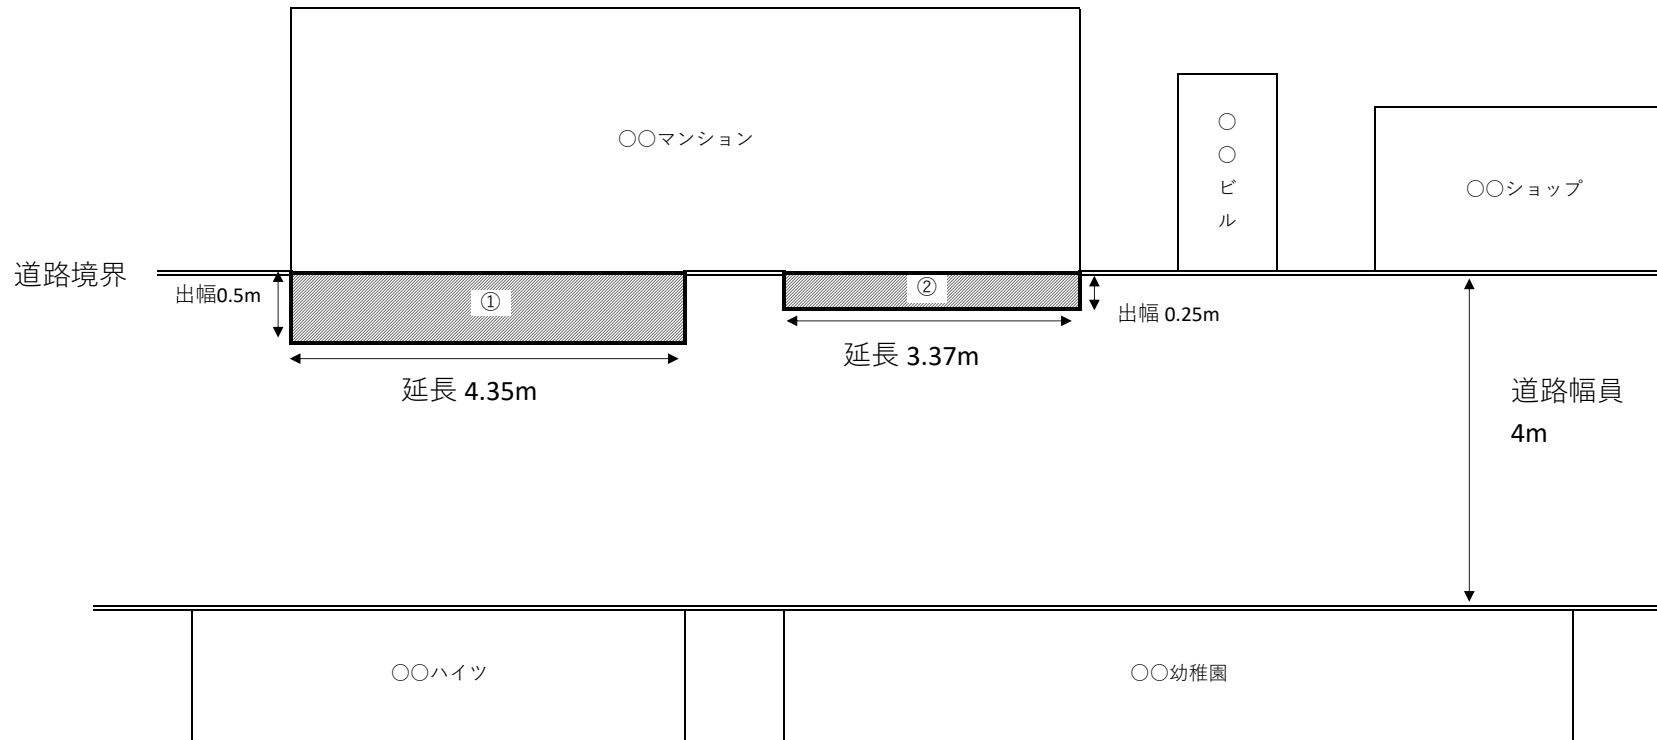 ○○マンション
○
○
ビ
ル
○○ショップ
道路境界
出幅0.5m
①
②
出幅 0.25m
延長 3.37m
延長 4.35m
道路幅員
4m
○○ハイツ
○○幼稚園